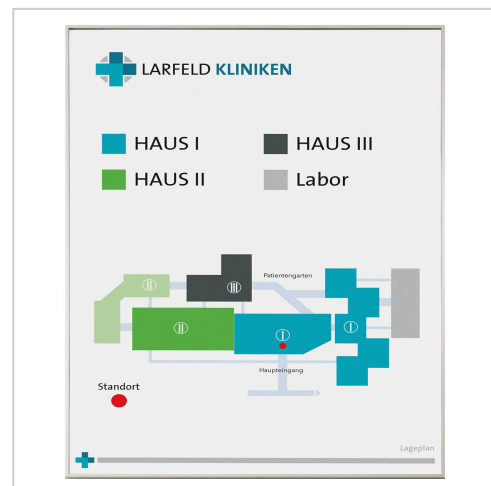 LARFELD KLINIKEN
HAUS I
HAUS III
HAUS II
Labor
Patientengarten
II
III
II
I
I
Haupteingang
Standort
Lageplan